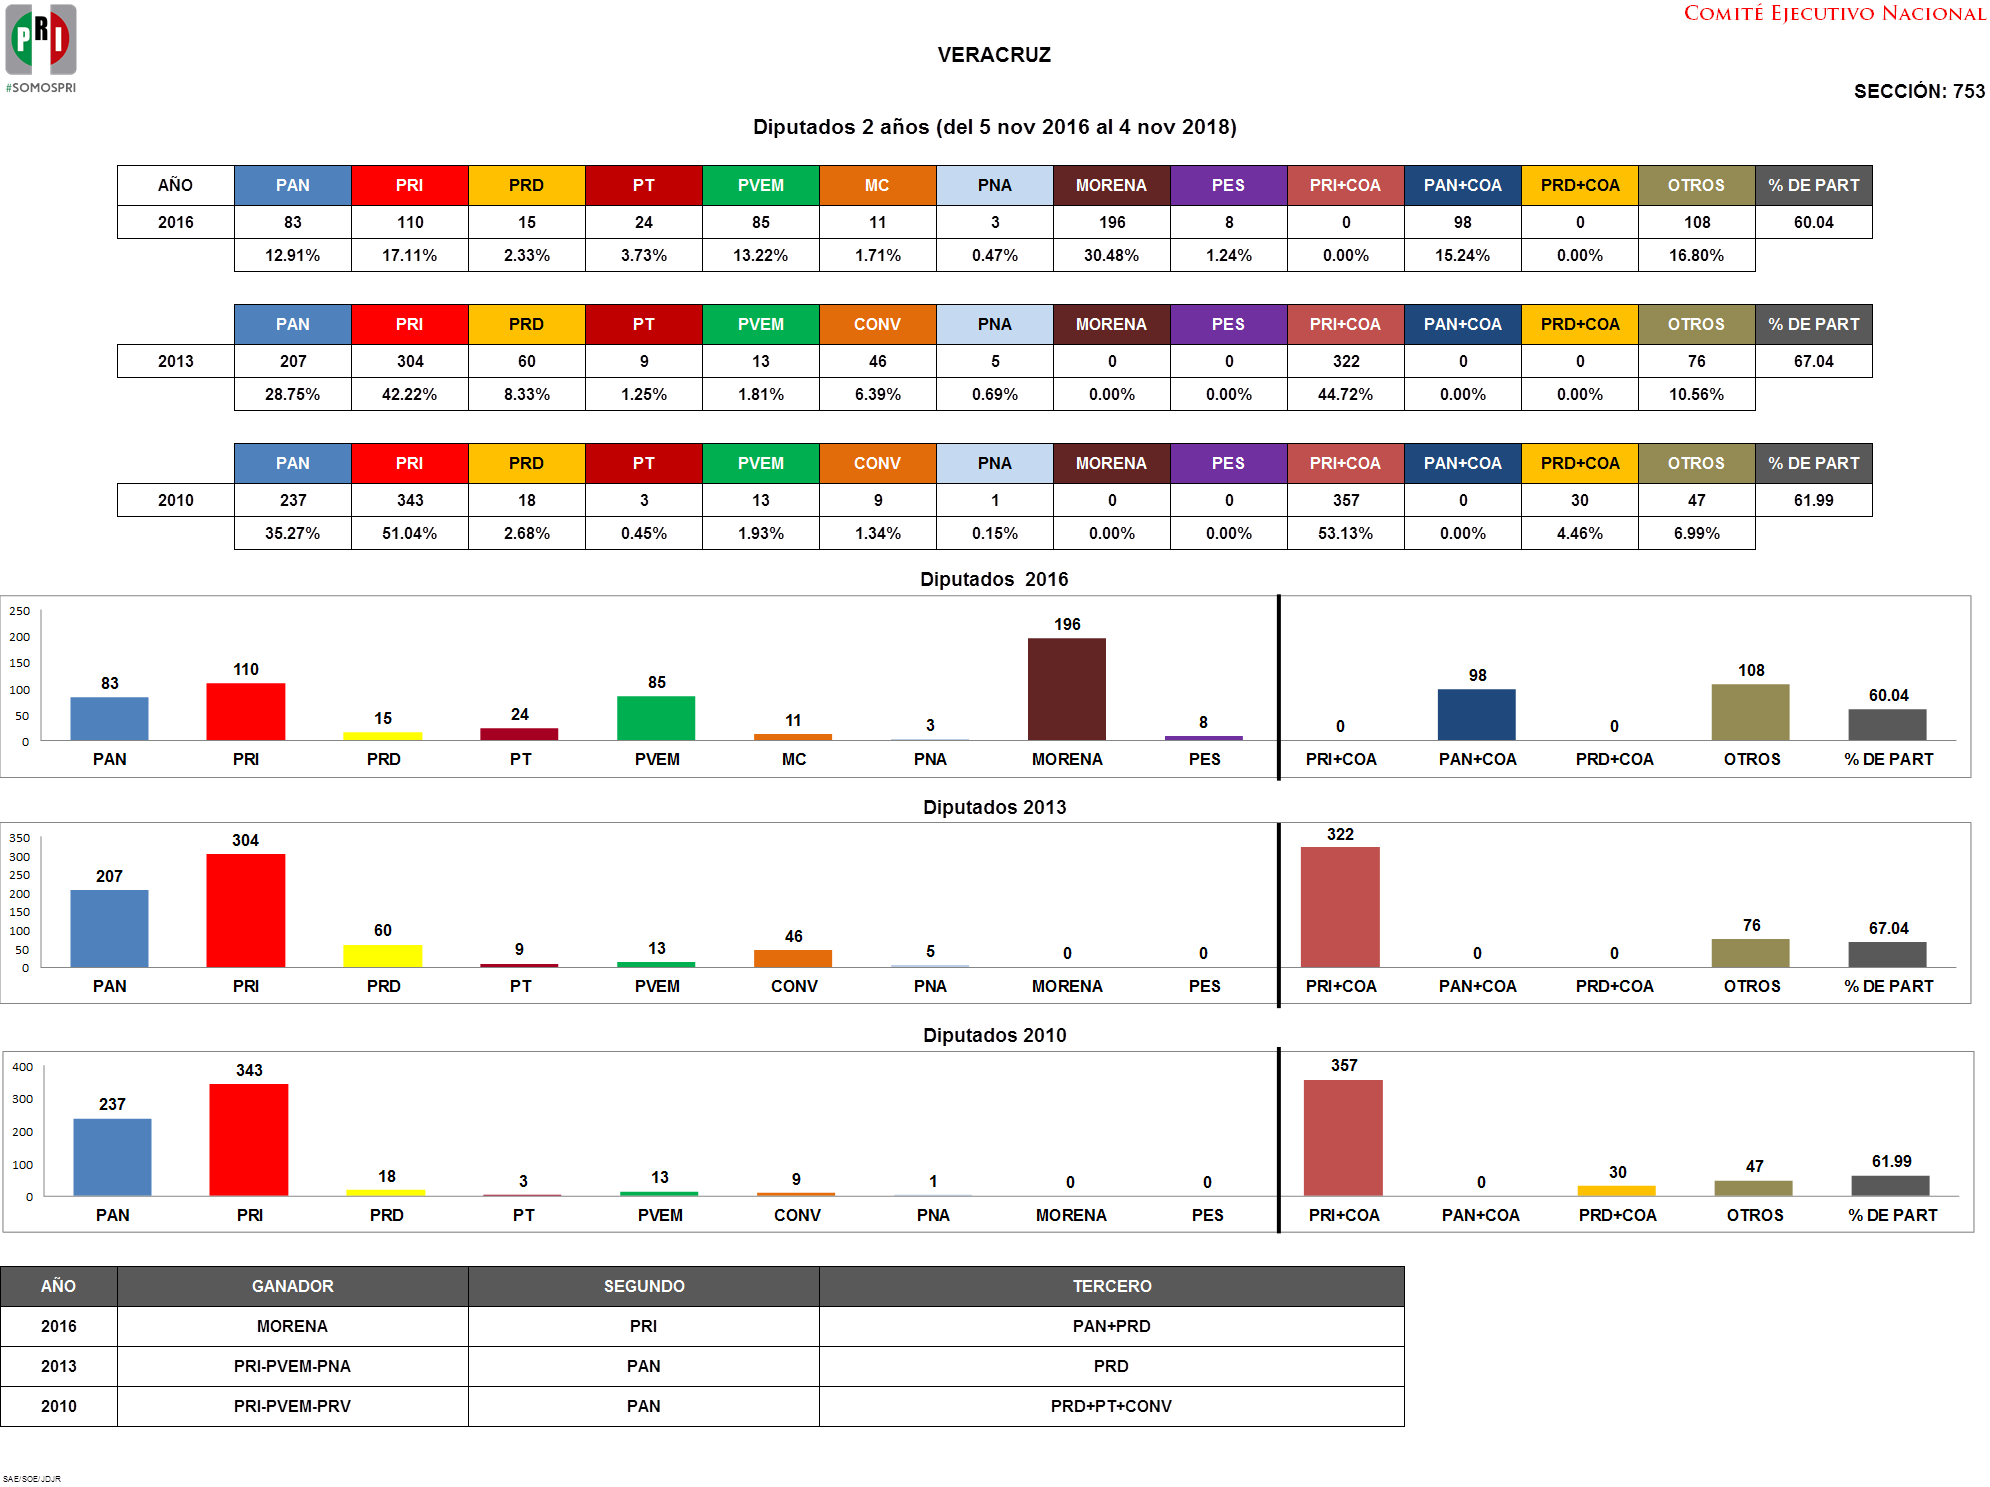 PRI
#SOMOSPRI
COMITÉ EJECUTIVO NACIONAL
VERACRUZ
SECCIÓN: 753
Diputados 2 años (del 5 nov 2016 al 4 nov 2018)
AÑO PAN PRI PRD PT PVEM MC PNA MORENA PES PRI+COA PAN+COA PRD+COA OTROS % DE PART
2016 83 110 15 24 85 11 3 196 8 0 98 0 108 60.04
12.91% 17.11% 2.33% 3.73% 13.22% 1.71% 0.47% 30.48% 1.24% 0.00% 15.24% 0.00% 16.80%
PAN PRI PRD PT PVEM CONV PNA MORENA PES PRI+COA PAN+COA PRD+COA OTROS % DE PART
2013 207 304 60 9 13 46 5 0 0 322 0 0 76 67.04
28.75% 42.22% 8.33% 1.25% 1.81% 6.39% 0.69% 0.00% 0.00% 44.72% 0.00% 0.00% 10.56%
PAN PRI PRD PT PVEM CONV PNA MORENA PES PRI+COA PAN+COA PRD+COA OTROS % DE PART
2010 237 343 18 3 13 9 1 0 0 357 0 30 47 61.99
35.27% 51.04% 2.68% 0.45% 1.93% 1.34% 0.15% 0.00% 0.00% 53.13% 0.00% 4.46% 6.99%
Diputados 2016
250
200
150
100
50
0
83 110 15 24 85 11 3 196 8 0 98 0 108 60.04
PAN PRI PRD PT PVEM MC PNA MORENA PES PRI+COA PAN+COA PRD+COA OTROS % DE PART
Diputados 2013
350
300
250
200
150
100
50
0
207 304 60 9 13 46 5 0 0 322 0 0 76 67.04
PAN PRI PRD PT PVEM CONV PNA MORENA PES PRI+COA PAN+COA PRD+COA OTROS % DE PART
Diputados 2010
400
300
200
100
0
237 343 18 3 13 9 1 0 0 357 0 30 47 61.99
PAN PRI PRD PT PVEM CONV PNA MORENA PES PRI+COA PAN+COA PRD+COA OTROS % DE PART
AÑO GANADOR SEGUNDO TERCERO
2016 MORENA PRI PAN+PRD
2013 PRI-PVEM-PNA PAN PRD
2010 PRI-PVEM-PRV PAN PRD+PT+CONV
SAE/SOE/JDJR